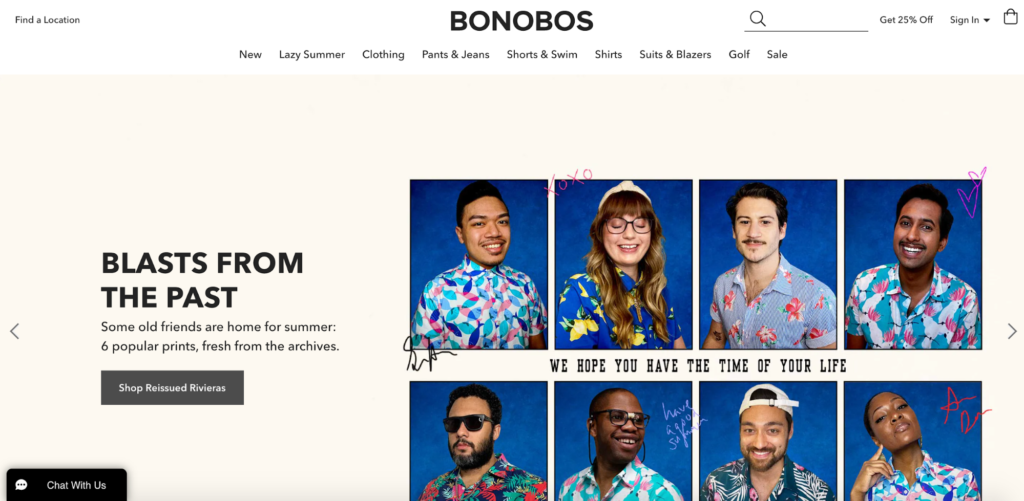 Find a Location
BONOBOS
Get 25% Off
Sign In
New Lazy Summer Clothing Pants & Jeans Shorts & Swim Shirts Suits & Blazers Golf Sale
XOXO
BLASTS FROM
THE PAST
Some old friends are home for summer:
6 popular prints, fresh from the archives.
Shop Reissued Rivieras
WE HOPE YOU HAVE THE TIME OF YOUR LIFE
have
a good
summer
Chat With Us